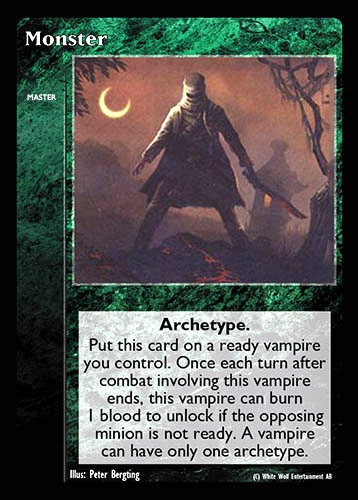 Monster
MASTER
Archetype.
Put this card on a ready vampire
you control. Once each turn after
combat involving this vampire
ends, this vampire can burn
1 blood to unlock if the opposing
minion is not ready. A vampire
can have only one archetype.
Illus: Peter Bergting
(C) White Wolf Entertainment AB